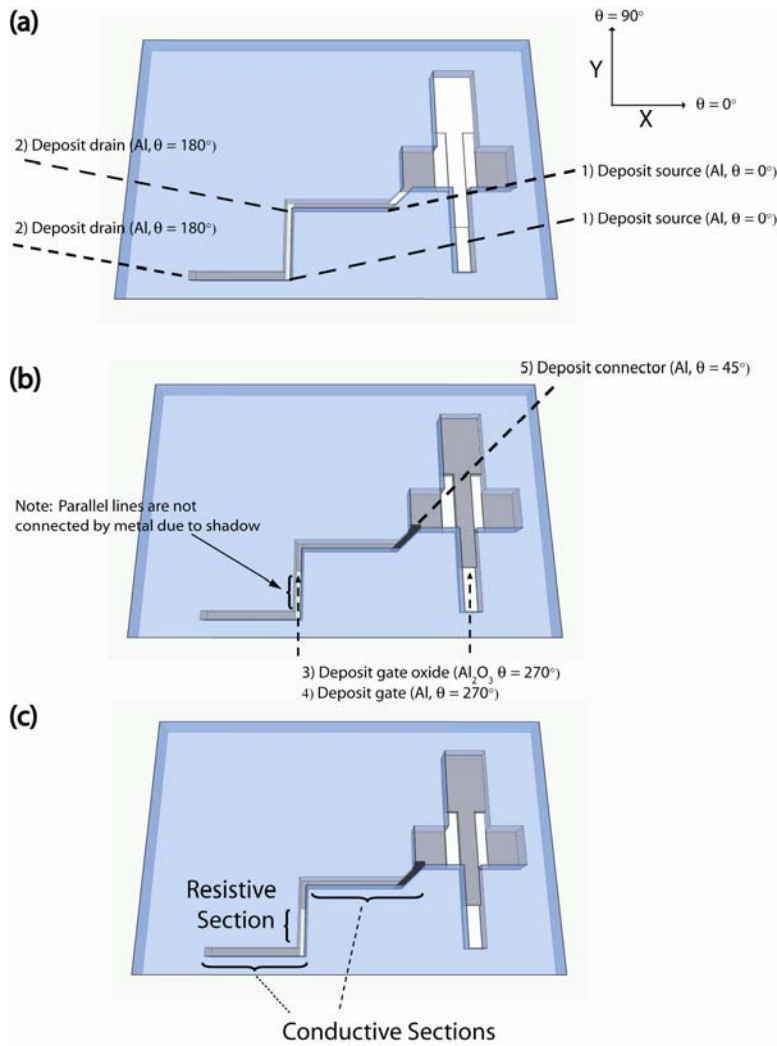 (a)
θ = 90°
Y
X
θ = 0°
2) Deposit drain (Al, θ = 180°)
1) Deposit source (Al, θ = 0°)
2) Deposit drain (Al, θ = 180°)
1) Deposit source (Al, θ = 0°)
(b)
5) Deposit connector (Al, θ = 45°)
Note: Parallel lines are not
connected by metal due to shadow
3) Deposit gate oxide (Al₂O₃ θ = 270°)
4) Deposit gate (Al, θ = 270°)
(c)
Resistive
Section
Conductive Sections